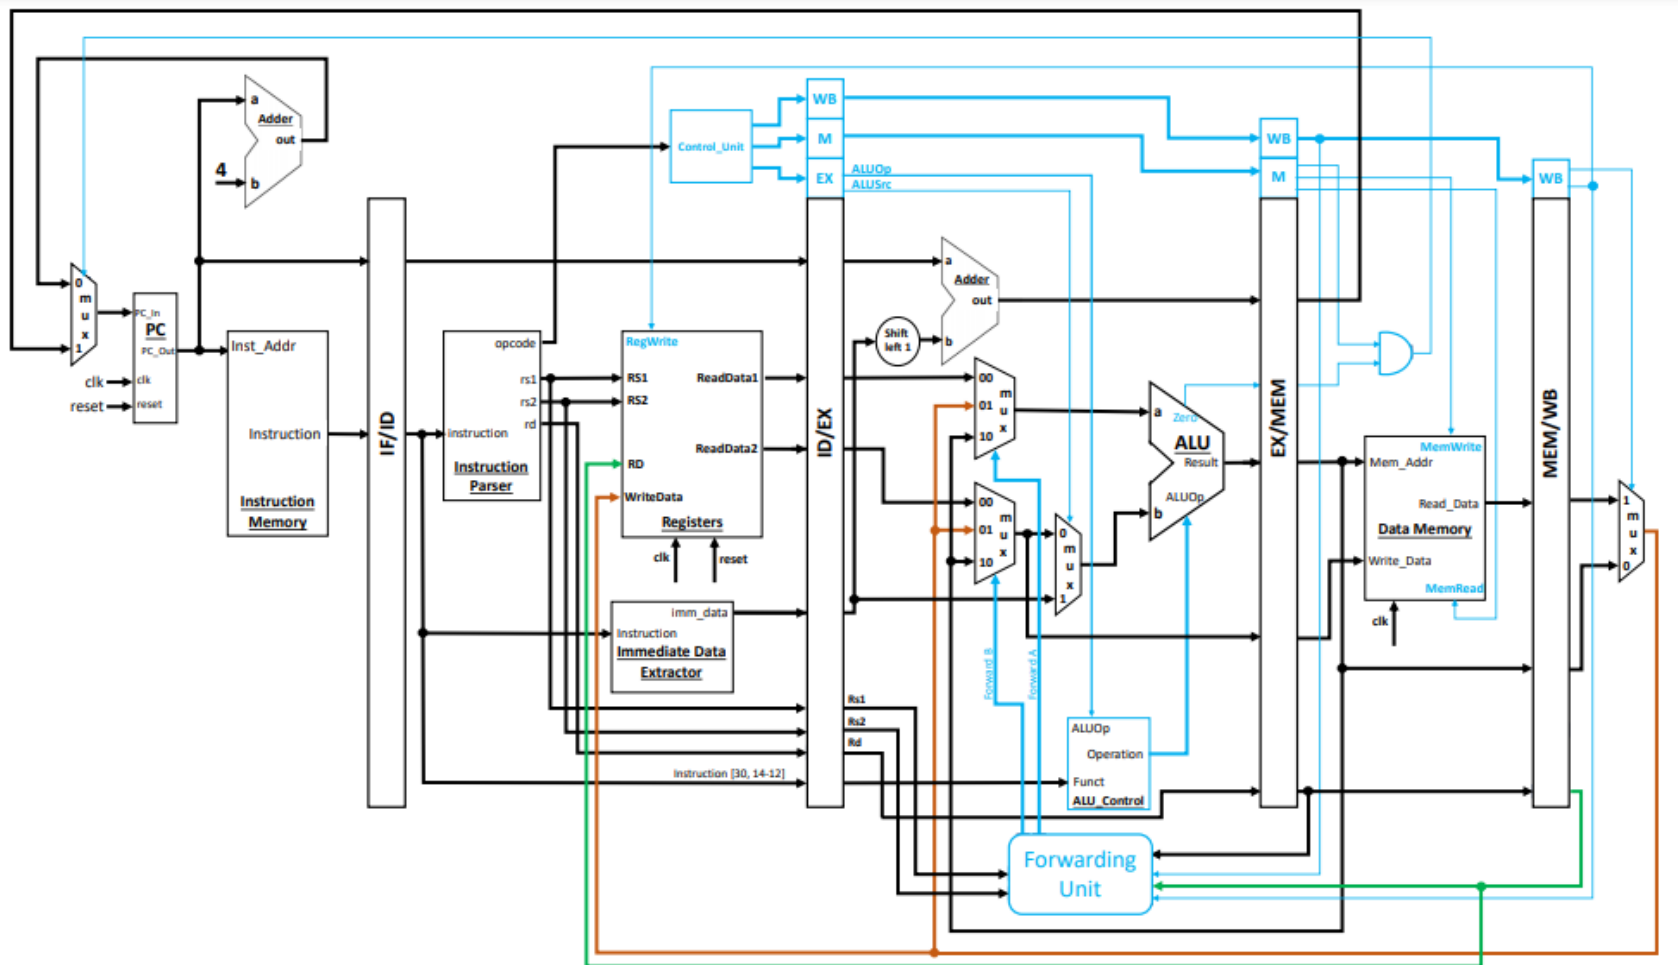 a
Adder
out
4
b
0
m
u
x
1
PC_In
PC
PC_Out
clk
clk
reset
reset
Inst_Addr
Instruction
Instruction
Memory
IF/ID
opcode
rs1
rs2
rd
instruction
Instruction
Parser
Control_Unit
RegWrite
RS1
RS2
RD
WriteData
ReadData1
ReadData2
Registers
clk
reset
imm_data
Instruction
Immediate Data
Extractor
Instruction [30, 14-12]
WB
M
EX
ID/EX
ALUOp
ALUSrc
Rs1
Rs2
Rd
a
Adder
out
b
Shift
left 1
00
01
10
m
u
x
00
01
10
m
u
x
0
m
u
x
1
a
Zero
ALU
Result
ALUOp
b
Forward B
Forward A
ALUOp
Operation
Funct
ALU_Control
Forwarding
Unit
WB
M
EX/MEM
MemWrite
Mem_Addr
Read_Data
Data Memory
Write_Data
MemRead
clk
WB
MEM/WB
1
m
u
x
0